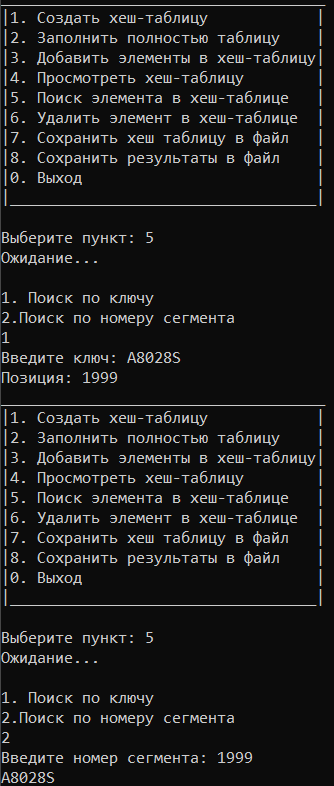 |1. Создать хеш-таблицу |
|2. Заполнить полностью таблицу |
|3. Добавить элементы в хеш-таблицу|
|4. Просмотреть хеш-таблицу |
|5. Поиск элемента в хеш-таблице |
|6. Удалить элемент в хеш-таблице |
|7. Сохранить хеш таблицу в файл |
|8. Сохранить результаты в файл |
|0. Выход |
Выберите пункт: 5
Ожидание...
1. Поиск по ключу
2.Поиск по номеру сегмента
1
Введите ключ: A8028S
Позиция: 1999
|1. Создать хеш-таблицу |
|2. Заполнить полностью таблицу |
|3. Добавить элементы в хеш-таблицу|
|4. Просмотреть хеш-таблицу |
|5. Поиск элемента в хеш-таблице |
|6. Удалить элемент в хеш-таблице |
|7. Сохранить хеш таблицу в файл |
|8. Сохранить результаты в файл |
|0. Выход |
Выберите пункт: 5
Ожидание...
1. Поиск по ключу
2.Поиск по номеру сегмента
2
Введите номер сегмента: 1999
A8028S